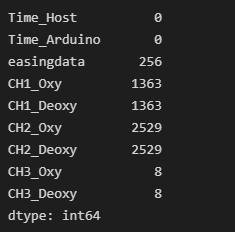 Time_Host 0
Time_Arduino 0
easingdata 256
CH1_Oxy 1363
CH1_Deoxy 1363
CH2_Oxy 2529
CH2_Deoxy 2529
CH3_Oxy 8
CH3_Deoxy 8
dtype: int64